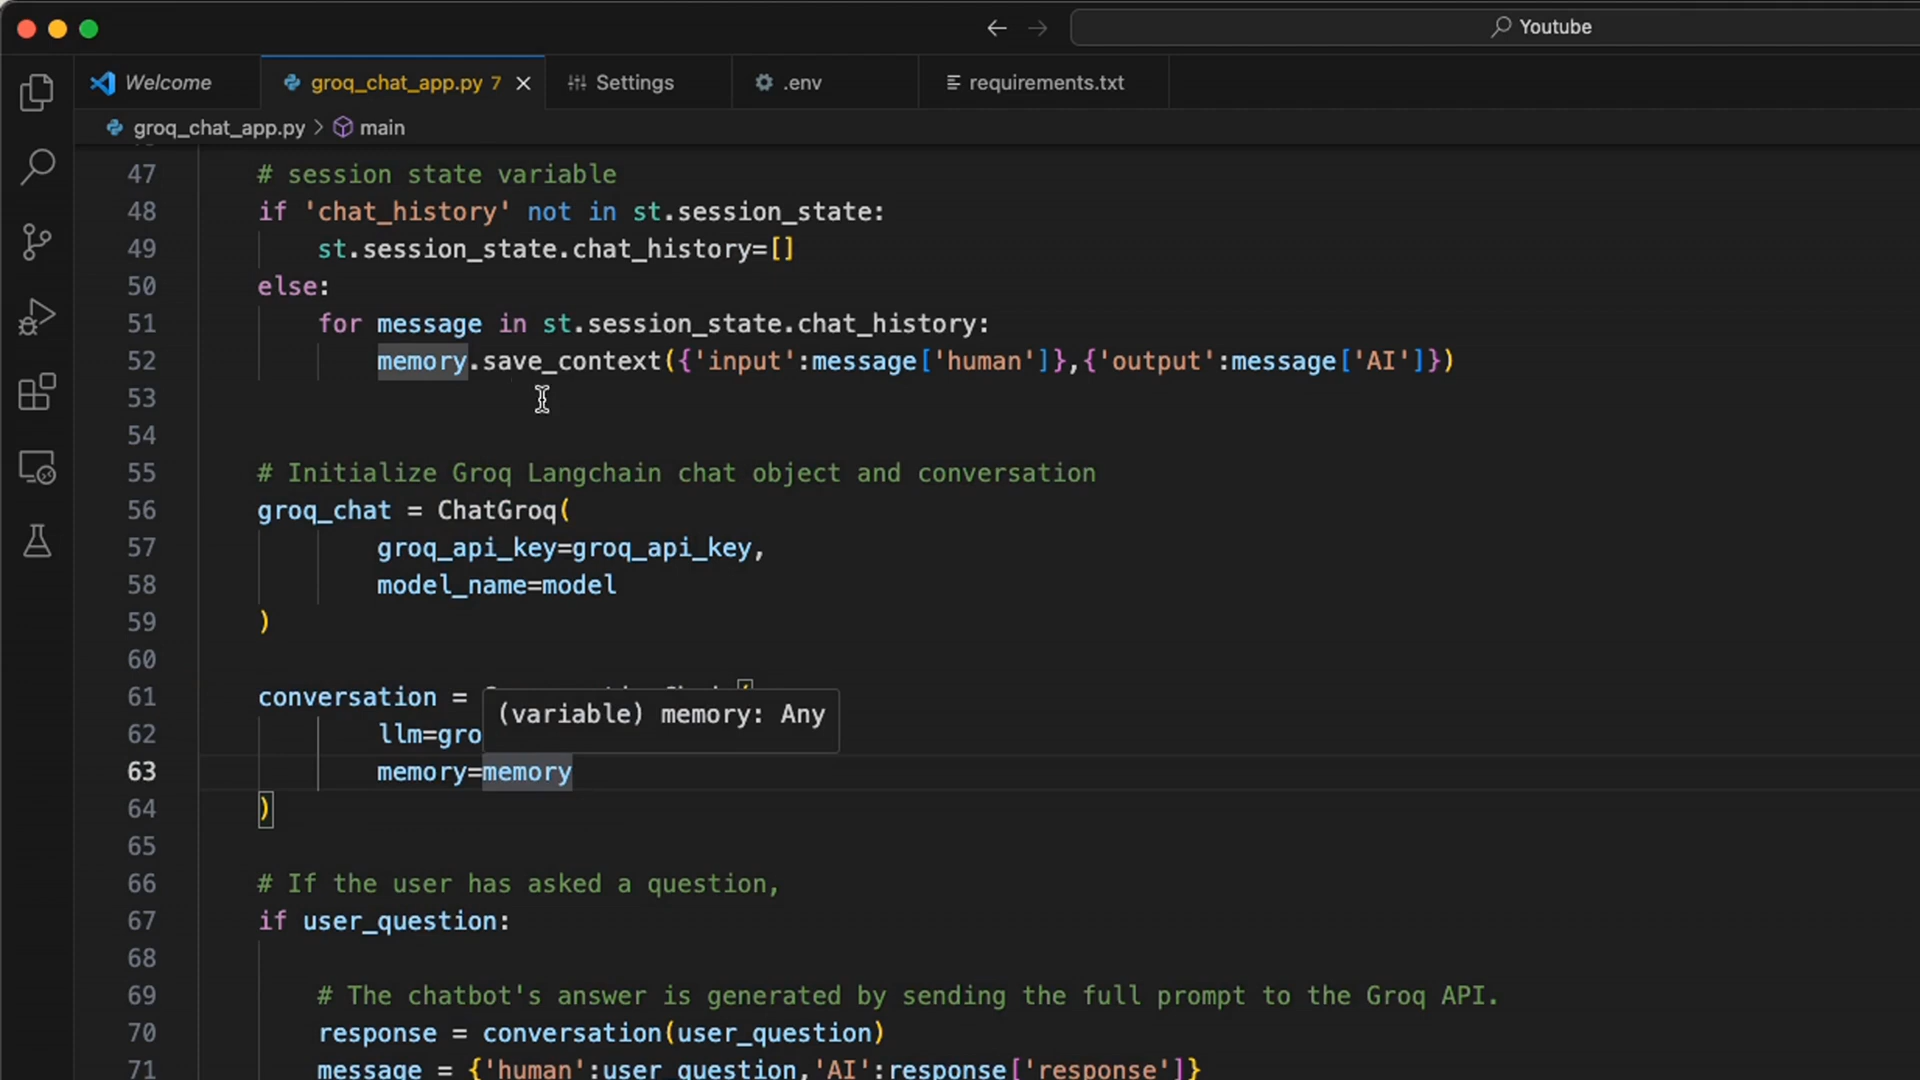 Youtube
Welcome
groq_chat_app.py 7
Settings
.env
requirements.txt
groq_chat_app.py > main
47 # session state variable
48 if 'chat_history' not in st.session_state:
49 st.session_state.chat_history=[]
50 else:
51 for message in st.session_state.chat_history:
52 memory.save_context({'input':message['human']},{'output':message['AI']})
53
54
55 # Initialize Groq Langchain chat object and conversation
56 groq_chat = ChatGroq(
57 groq_api_key=groq_api_key,
58 model_name=model
59 )
60
61 conversation =
(variable) memory: Any
62 llm=gro
63 memory=memory
64 )
65
66 # If the user has asked a question,
67 if user_question:
68
69 # The chatbot's answer is generated by sending the full prompt to the Groq API.
70 response = conversation(user_question)
71 message = {'human':user_question,'AI':response['response']}